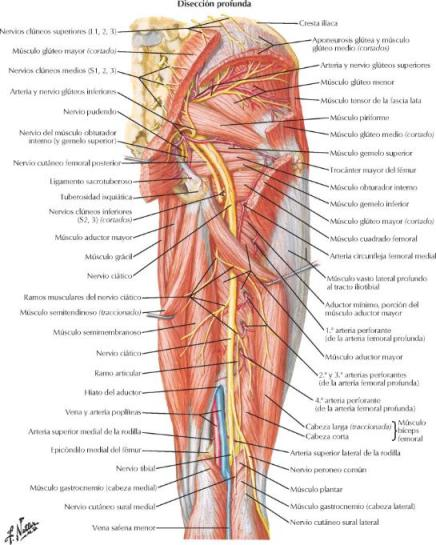 Disección profunda
Nervios clúneos superiores (L1, 2, 3)
Músculo glúteo mayor (cortado)
Nervios clúneos medios (S1, 2, 3)
Arteria y nervio glúteos inferiores
Nervio pudendo
Nervio del músculo obturador
interno (y gemelo superior)
Nervio cutáneo femoral posterior
Ligamento sacrotuberoso
Tuberosidad isquiática
Nervios clúneos inferiores
(S2, 3) (cortados)
Músculo aductor mayor
Músculo grácil
Nervio ciático
Ramos musculares del nervio ciático
Músculo semitendinoso (traccionado)
Músculo semimembranoso
Nervio ciático
Ramo articular
Hiato del aductor
Vena y arteria poplíteas
Arteria superior medial de la rodilla
Epicóndilo medial del fémur
Nervio tibial
Músculo gastrocnemio (cabeza medial)
Nervio cutáneo sural medial
Vena safena menor
Cresta ilíaca
Aponeurosis glútea y músculo
glúteo medio (cortados)
Arteria y nervio glúteos superiores
Músculo glúteo menor
Músculo tensor de la fascia lata
Músculo piriforme
Músculo glúteo medio (cortado)
Músculo gemelo superior
Trocánter mayor del fémur
Músculo obturador interno
Músculo gemelo inferior
Músculo glúteo mayor (cortado)
Músculo cuadrado femoral
Arteria circunfleja femoral medial
Músculo vasto lateral profundo
al tracto iliotibial
Aductor mínimo, porción del
músculo aductor mayor
1.ª arteria perforante
(de la arteria femoral profunda)
Músculo aductor mayor
2.ª y 3.ª arterias perforantes
(de la arteria femoral profunda)
4.ª arteria perforante
(de la arteria femoral profunda)
Cabeza larga (traccionada)
Cabeza corta
Músculo
bíceps
femoral
Arteria superior lateral de la rodilla
Nervio peroneo común
Músculo plantar
Músculo gastrocnemio (cabeza lateral)
Nervio cutáneo sural lateral